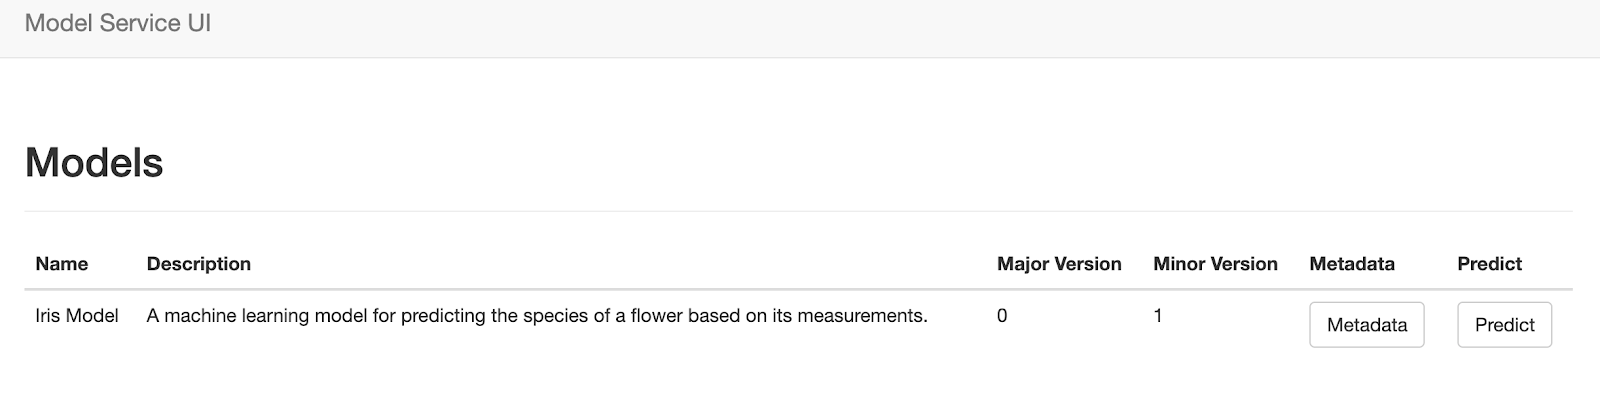 Model Service UI
Models
Name Description Major Version Minor Version Metadata Predict
Iris Model A machine learning model for predicting the species of a flower based on its measurements. 0 1 Metadata Predict